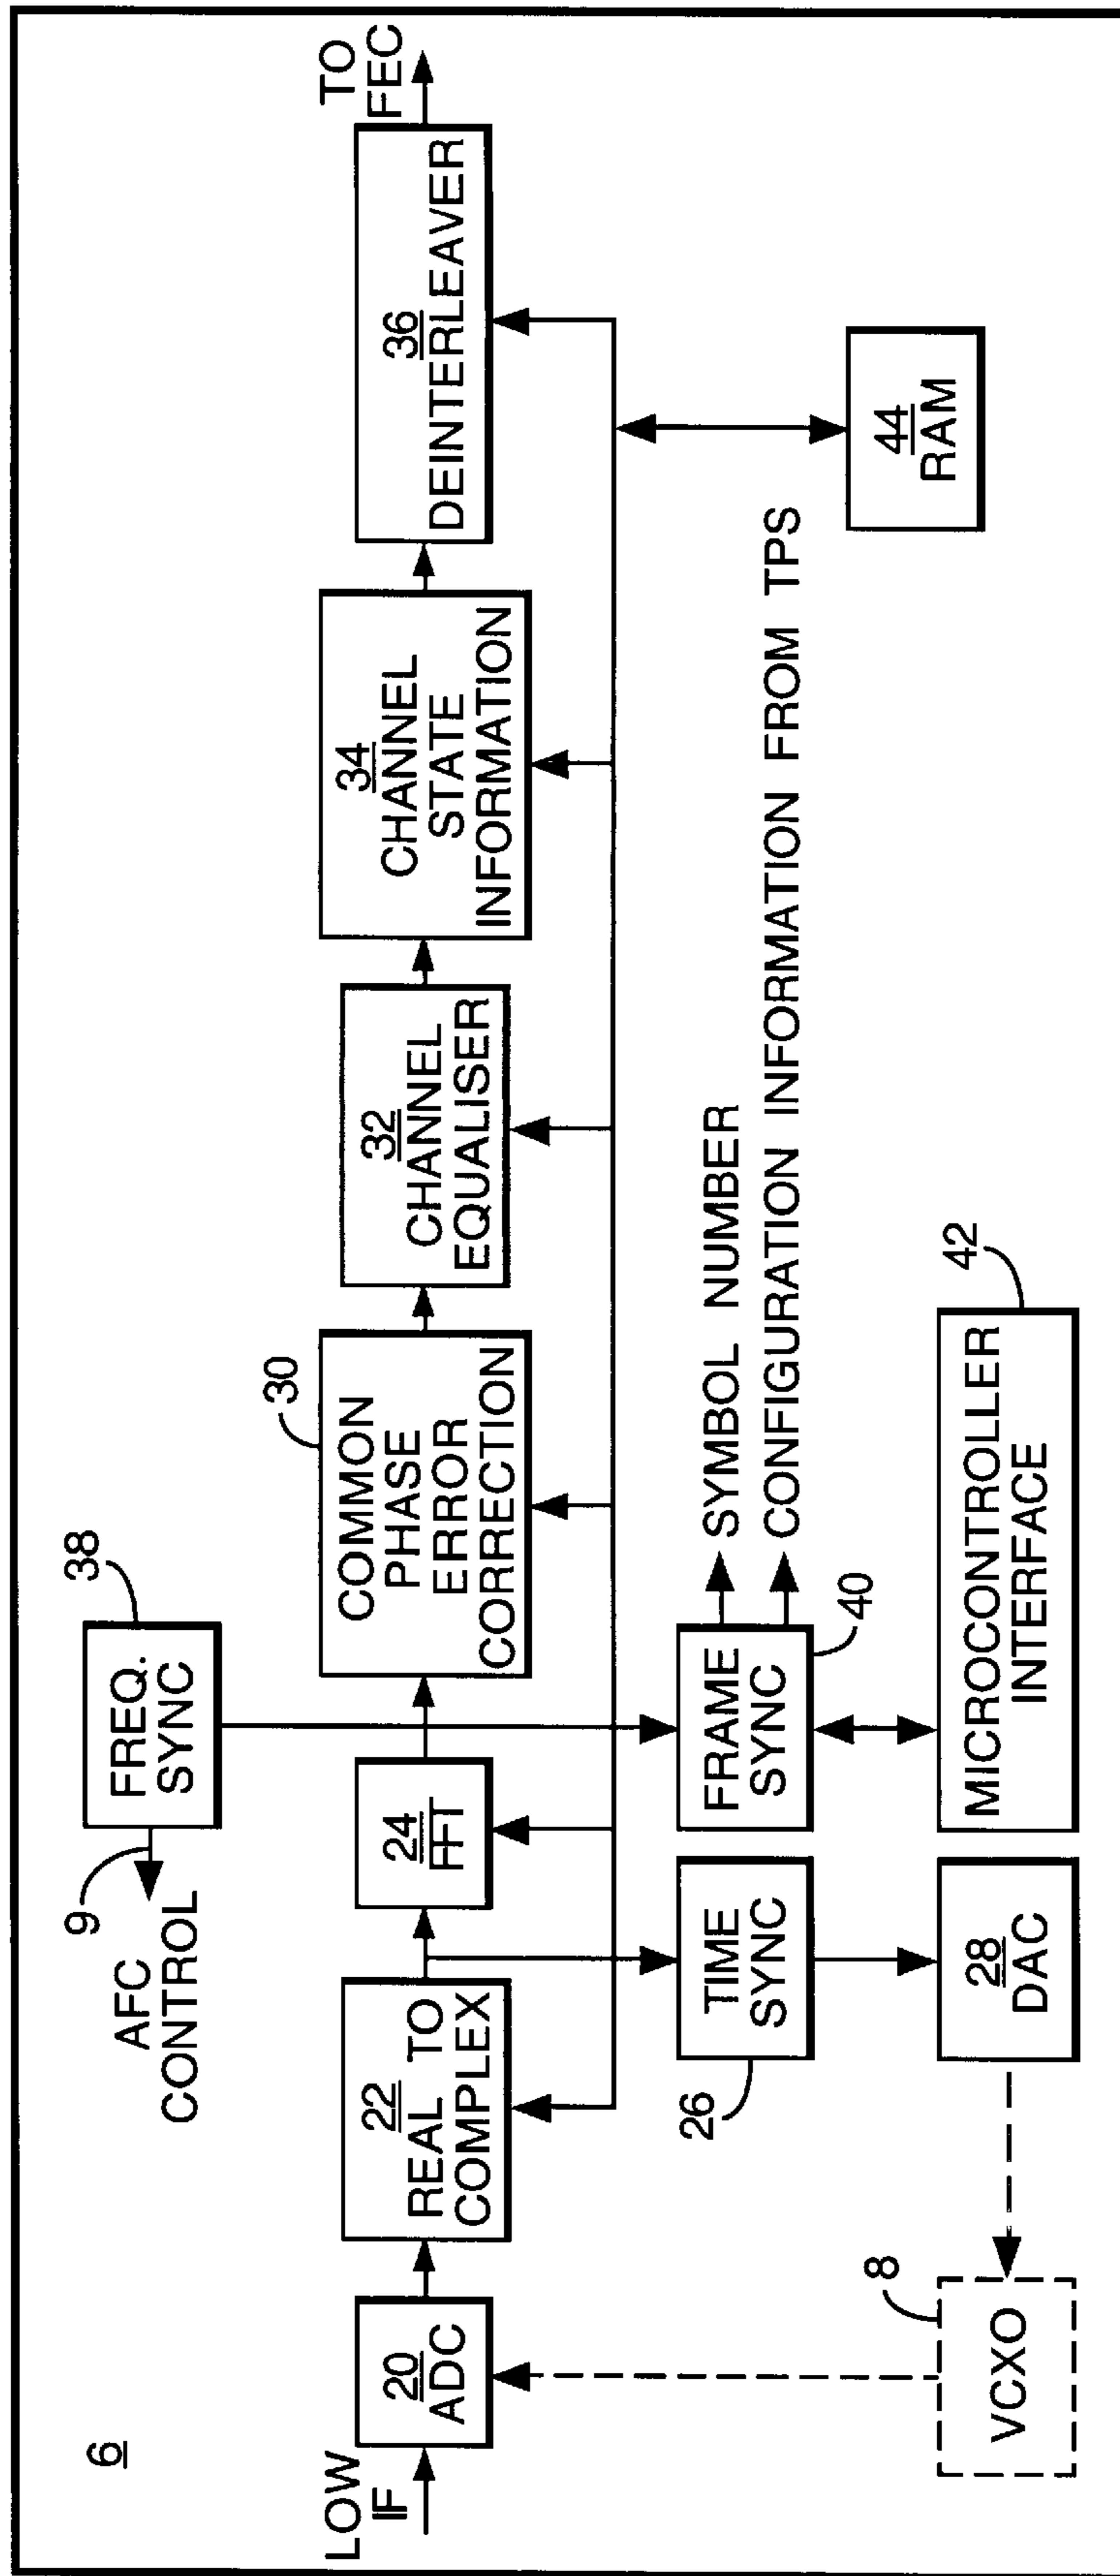 6
LOW
IF
20
ADC
22
REAL TO
COMPLEX
24
FFT
30
COMMON
PHASE
ERROR
CORRECTION
32
CHANNEL
EQUALISER
34
CHANNEL
STATE
INFORMATION
36
DEINTERLEAVER
TO
FEC
9
AFC
CONTROL
38
FREQ.
SYNC
26
TIME
SYNC
40
FRAME
SYNC
SYMBOL NUMBER
CONFIGURATION INFORMATION FROM TPS
8
VCXO
28
DAC
42
MICROCONTROLLER
INTERFACE
44
RAM